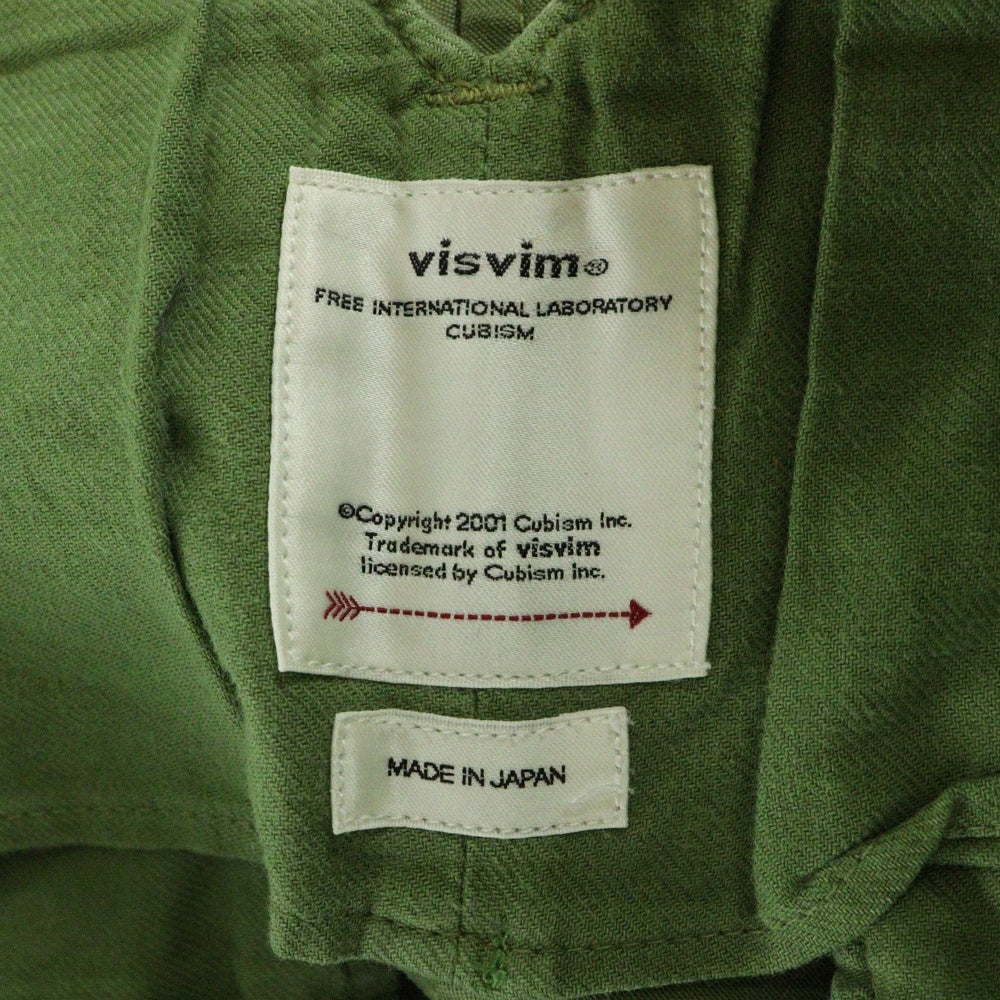 visvim®
FREE INTERNATIONAL LABORATORY
CUBISM
©Copyright 2001 Cubism Inc.
Trademark of visvim
licensed by Cubism Inc.
MADE IN JAPAN